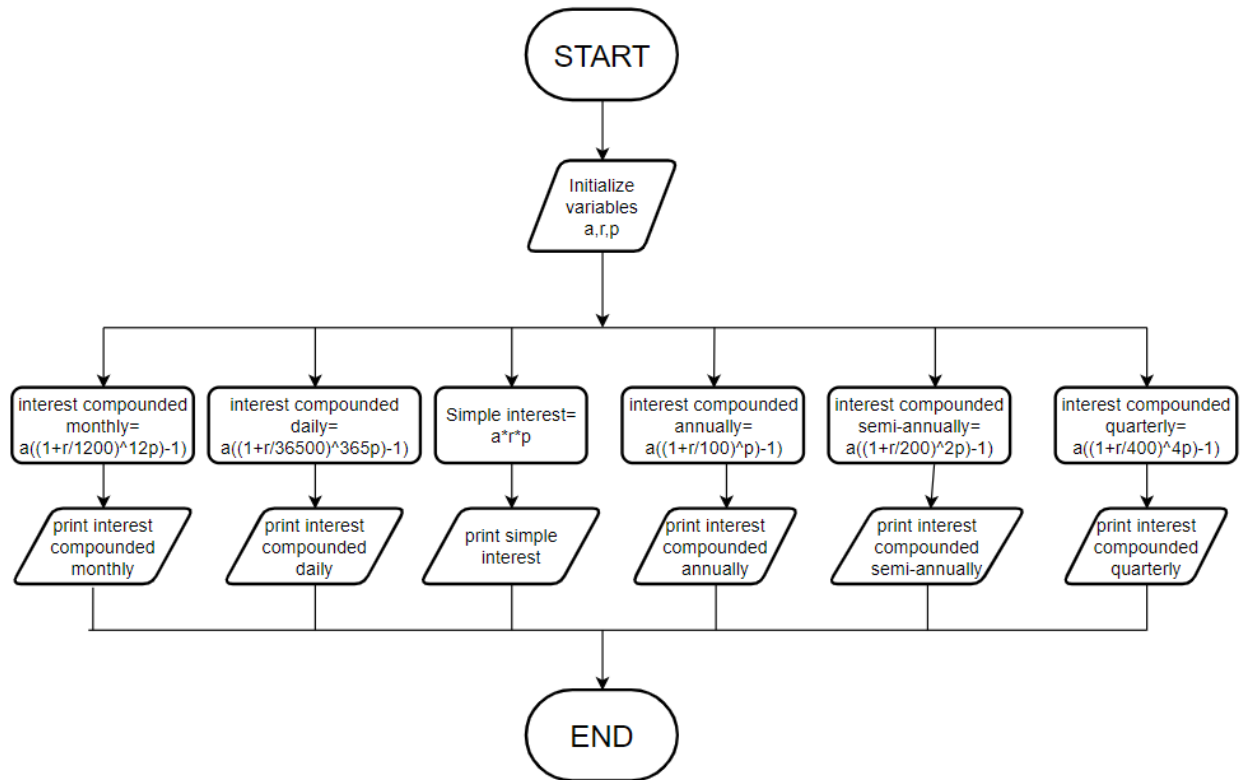 START
Initialize
variables
a,r,p
interest compounded
monthly=
a((1+r/1200)^12p)-1)
interest compounded
daily=
a((1+r/36500)^365p)-1)
Simple interest=
a*r*p
interest compounded
annually=
a((1+r/100)^p)-1)
interest compounded
semi-annually=
a((1+r/200)^2p)-1)
interest compounded
quarterly=
a((1+r/400)^4p)-1)
print interest
compounded
monthly
print interest
compounded
daily
print simple
interest
print interest
compounded
annually
print interest
compounded
semi-annually
print interest
compounded
quarterly
END